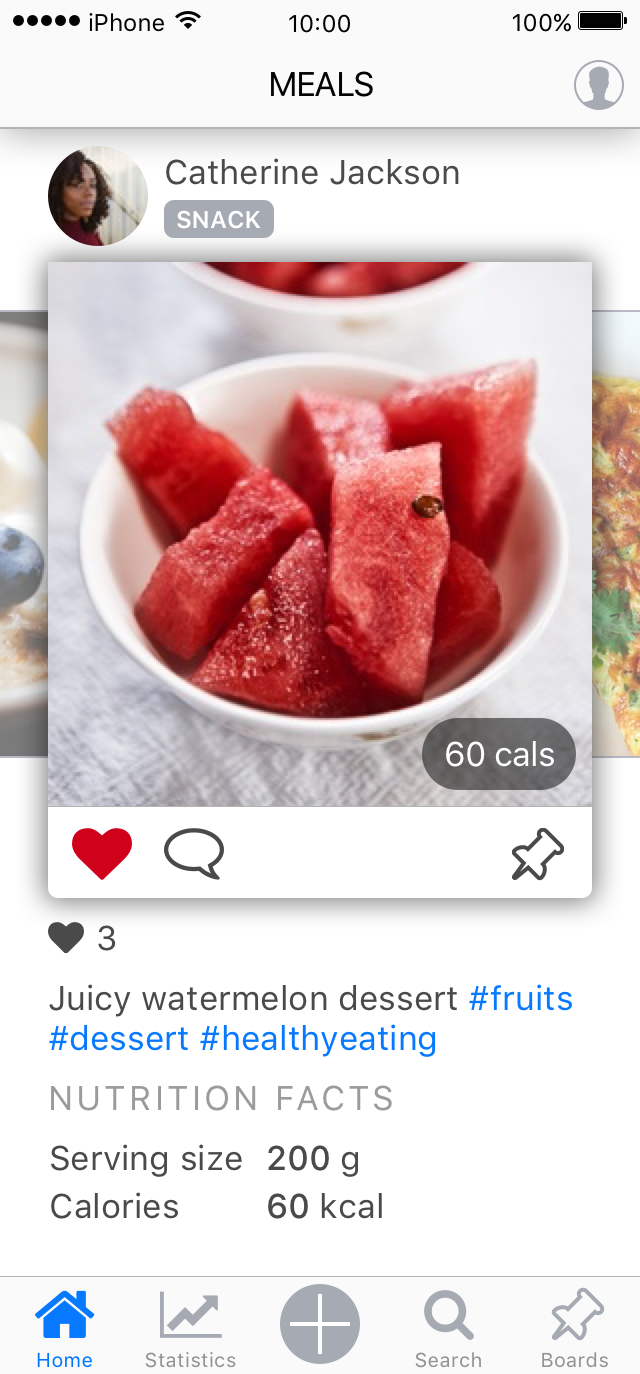 iPhone 10:00 100%
MEALS
Catherine Jackson
SNACK
60 cals
3
Juicy watermelon dessert #fruits
#dessert #healthyeating
NUTRITION FACTS
Serving size 200 g
Calories 60 kcal
Home Statistics Search Boards